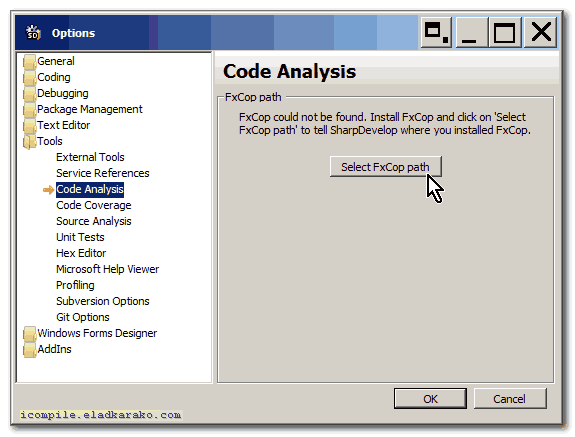 SD
Options
General
Coding
Debugging
Package Management
Text Editor
Tools
External Tools
Service References
Code Analysis
Code Coverage
Source Analysis
Unit Tests
Hex Editor
Microsoft Help Viewer
Profiling
Subversion Options
Git Options
Windows Forms Designer
AddIns
Code Analysis
FxCop path
FxCop could not be found. Install FxCop and click on 'Select
FxCop path' to tell SharpDevelop where you installed FxCop.
Select FxCop path
OK
Cancel
icompile.eladkarako.com